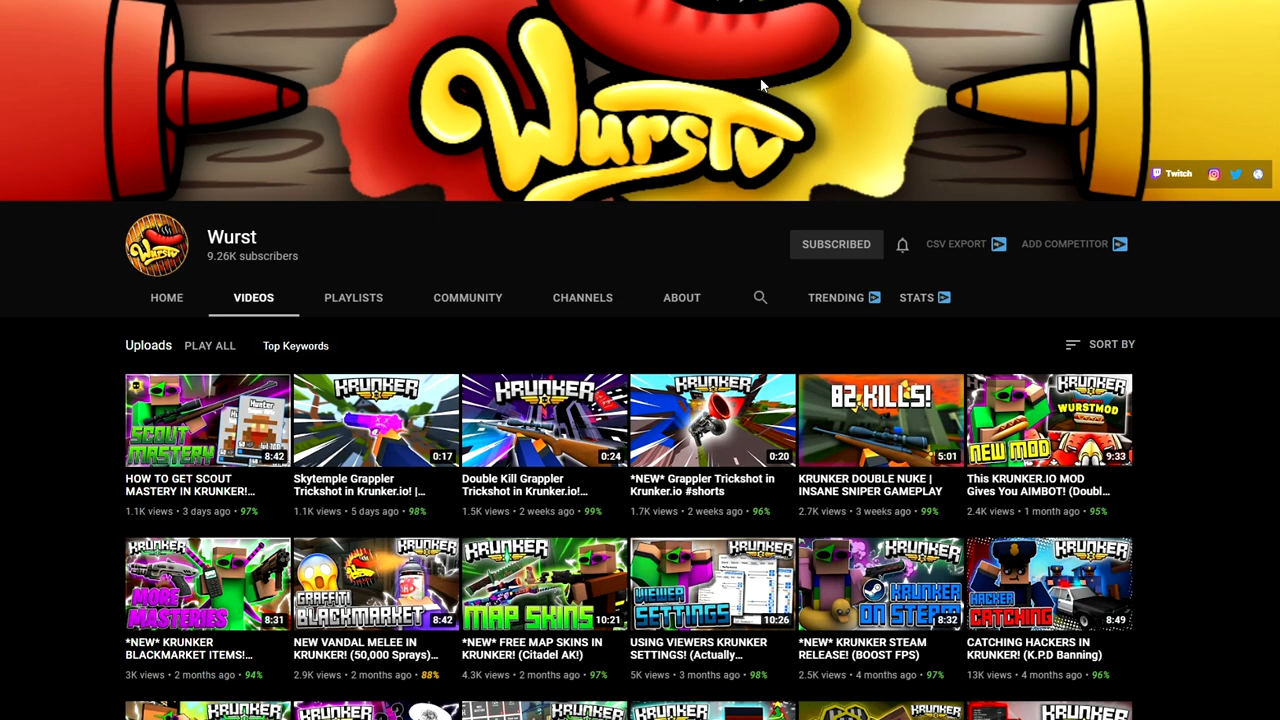 WursTv
Twitch
WursTv
Wurst
9.26K subscribers
SUBSCRIBED
CSV EXPORT
ADD COMPETITOR
HOME
VIDEOS
PLAYLISTS
COMMUNITY
CHANNELS
ABOUT
TRENDING
STATS
Uploads
PLAY ALL
Top Keywords
SORT BY
SCOUT
MASTERY
Hunter
8:42
KRUNKER
0:17
KRUNKER
0:24
KRUNKER
0:20
82 KILLS!
5:01
KRUNKER
WURSTMOD
NEW MOD
9:33
HOW TO GET SCOUT
MASTERY IN KRUNKER!...
1.1K views • 3 days ago • 97%
Skytemple Grappler
Trickshot in Krunker.io! |...
1.1K views • 5 days ago • 98%
Double Kill Grappler
Trickshot in Krunker.io!...
1.5K views • 2 weeks ago • 99%
*NEW* Grappler Trickshot in
Krunker.io #shorts
1.7K views • 2 weeks ago • 96%
KRUNKER DOUBLE NUKE |
INSANE SNIPER GAMEPLAY
2.7K views • 3 weeks ago • 99%
This KRUNKER.IO MOD
Gives You AIMBOT! (Doubl...
2.4K views • 1 month ago • 95%
KRUNKER
MORE
MASTERIES
8:31
KRUNKER
GRAFFITI
BLACKMARKET
8:42
KRUNKER
MAP SKINS
10:21
KRUNKER
VIEWER
SETTINGS
10:26
KRUNKER
KRUNKER
ON STEAM
8:32
KRUNKER
HACKER
CATCHING
8:49
*NEW* KRUNKER
BLACKMARKET ITEMS!...
3K views • 2 months ago • 94%
NEW VANDAL MELEE IN
KRUNKER! (50,000 Sprays)...
2.9K views • 2 months ago • 88%
*NEW* FREE MAP SKINS IN
KRUNKER! (Citadel AK!)
4.3K views • 2 months ago • 97%
USING VIEWERS KRUNKER
SETTINGS! (Actually...
5K views • 3 months ago • 98%
*NEW* KRUNKER STEAM
RELEASE! (BOOST FPS)
2.5K views • 4 months ago • 97%
CATCHING HACKERS IN
KRUNKER! (K.P.D Banning)
13K views • 4 months ago • 96%
KRUNKER
KRUNKER
KRUNKER
KRUNKER